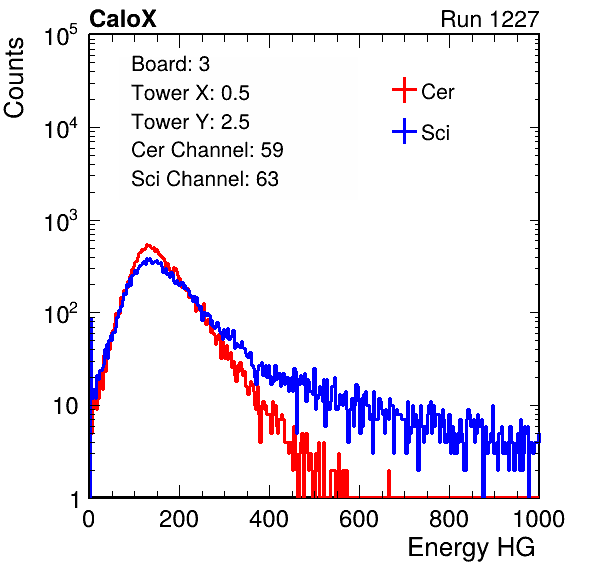 CaloX Run 1227
Counts
Board: 3
Tower X: 0.5
Tower Y: 2.5
Cer Channel: 59
Sci Channel: 63
Cer
Sci
10^5
10^4
10^3
10^2
10
1
0 200 400 600 800 1000
Energy HG